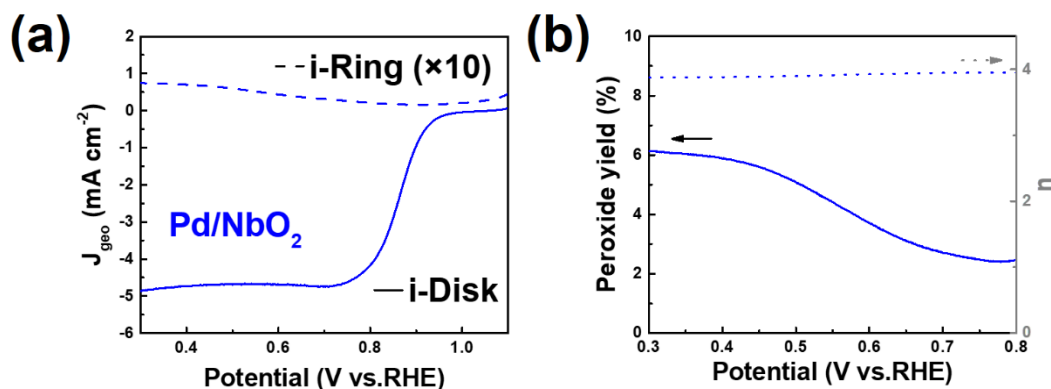 (a)
2
1
0
-1
-2
-3
-4
-5
-6
J_geo (mA cm⁻²)
i-Ring (×10)
Pd/NbO₂
i-Disk
0.4 0.6 0.8 1.0
Potential (V vs.RHE)
(b)
10
8
6
4
2
0
Peroxide yield (%)
4
2
0
n
0.3 0.4 0.5 0.6 0.7 0.8
Potential (V vs.RHE)